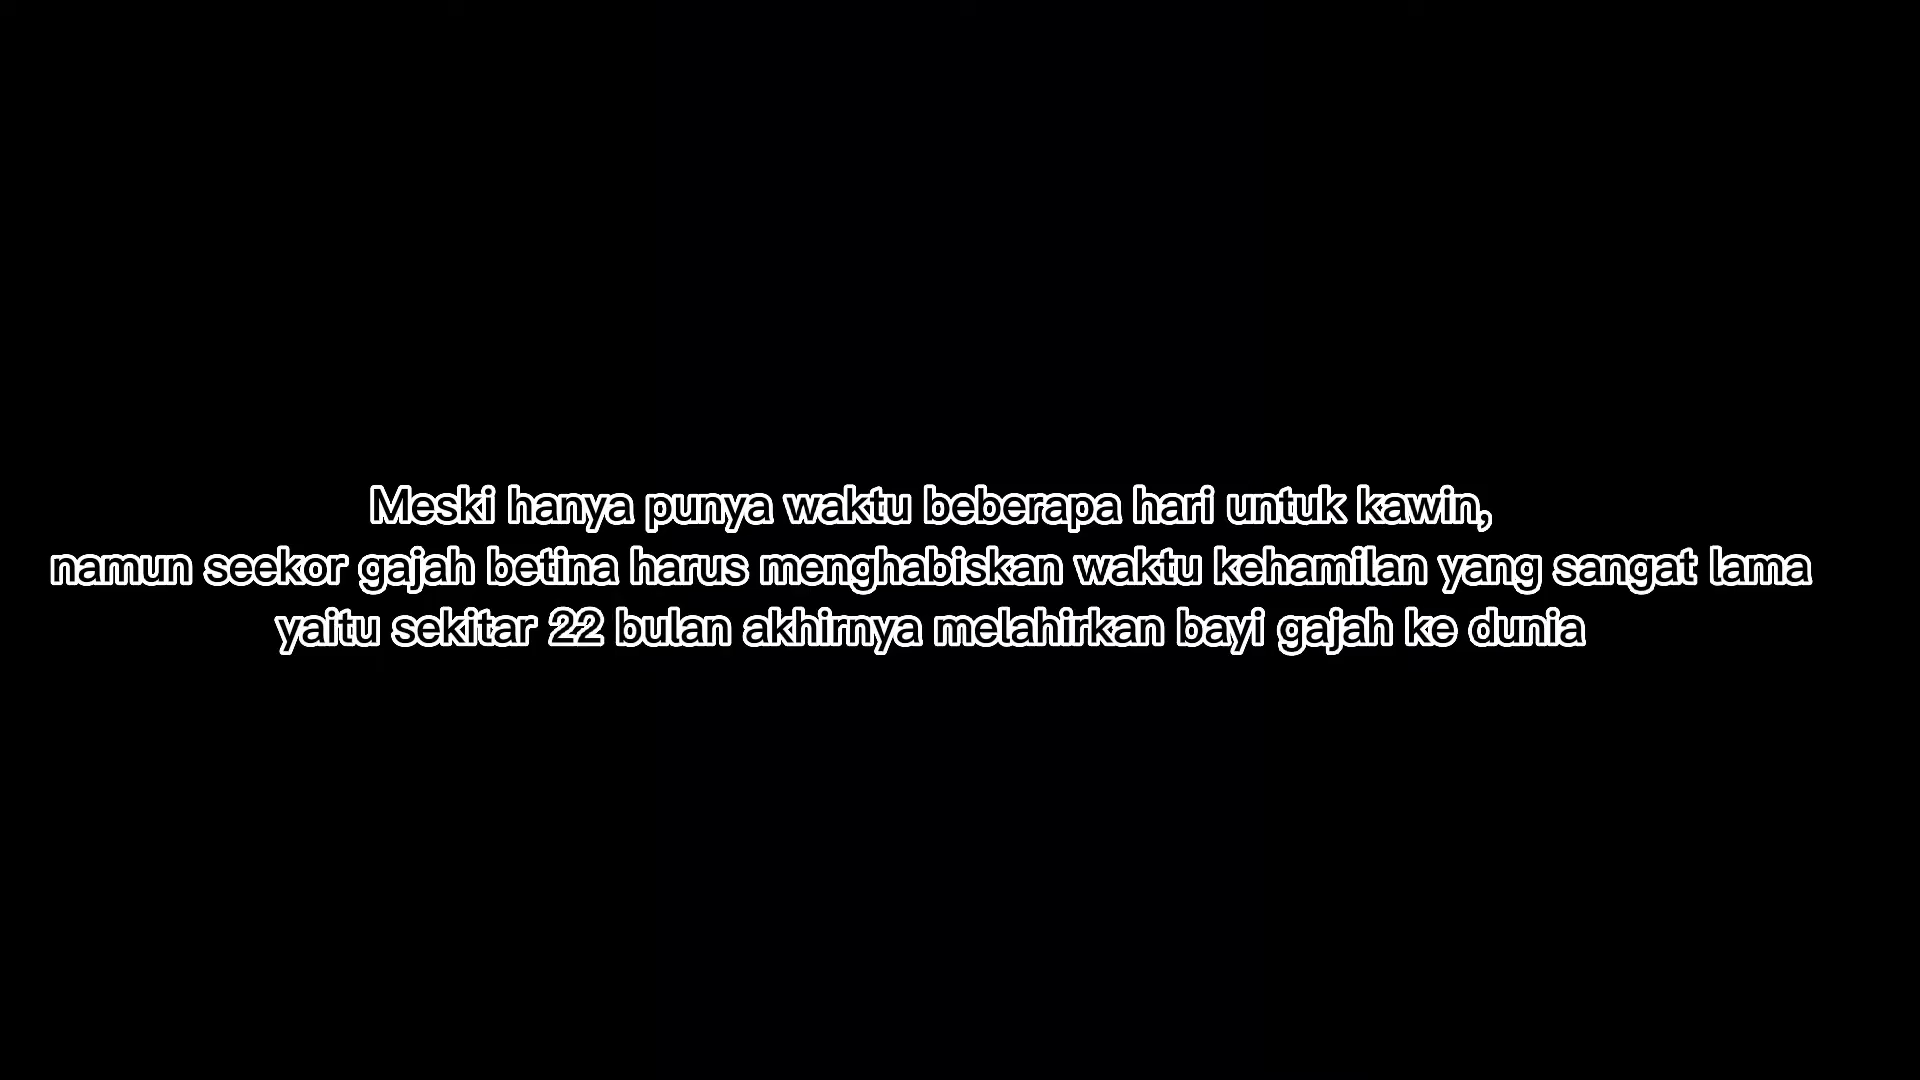 Meski hanya punya waktu beberapa hari untuk kawin,
namun seekor gajah betina harus menghabiskan waktu kehamilan yang sangat lama
yaitu sekitar 22 bulan akhirnya melahirkan bayi gajah ke dunia